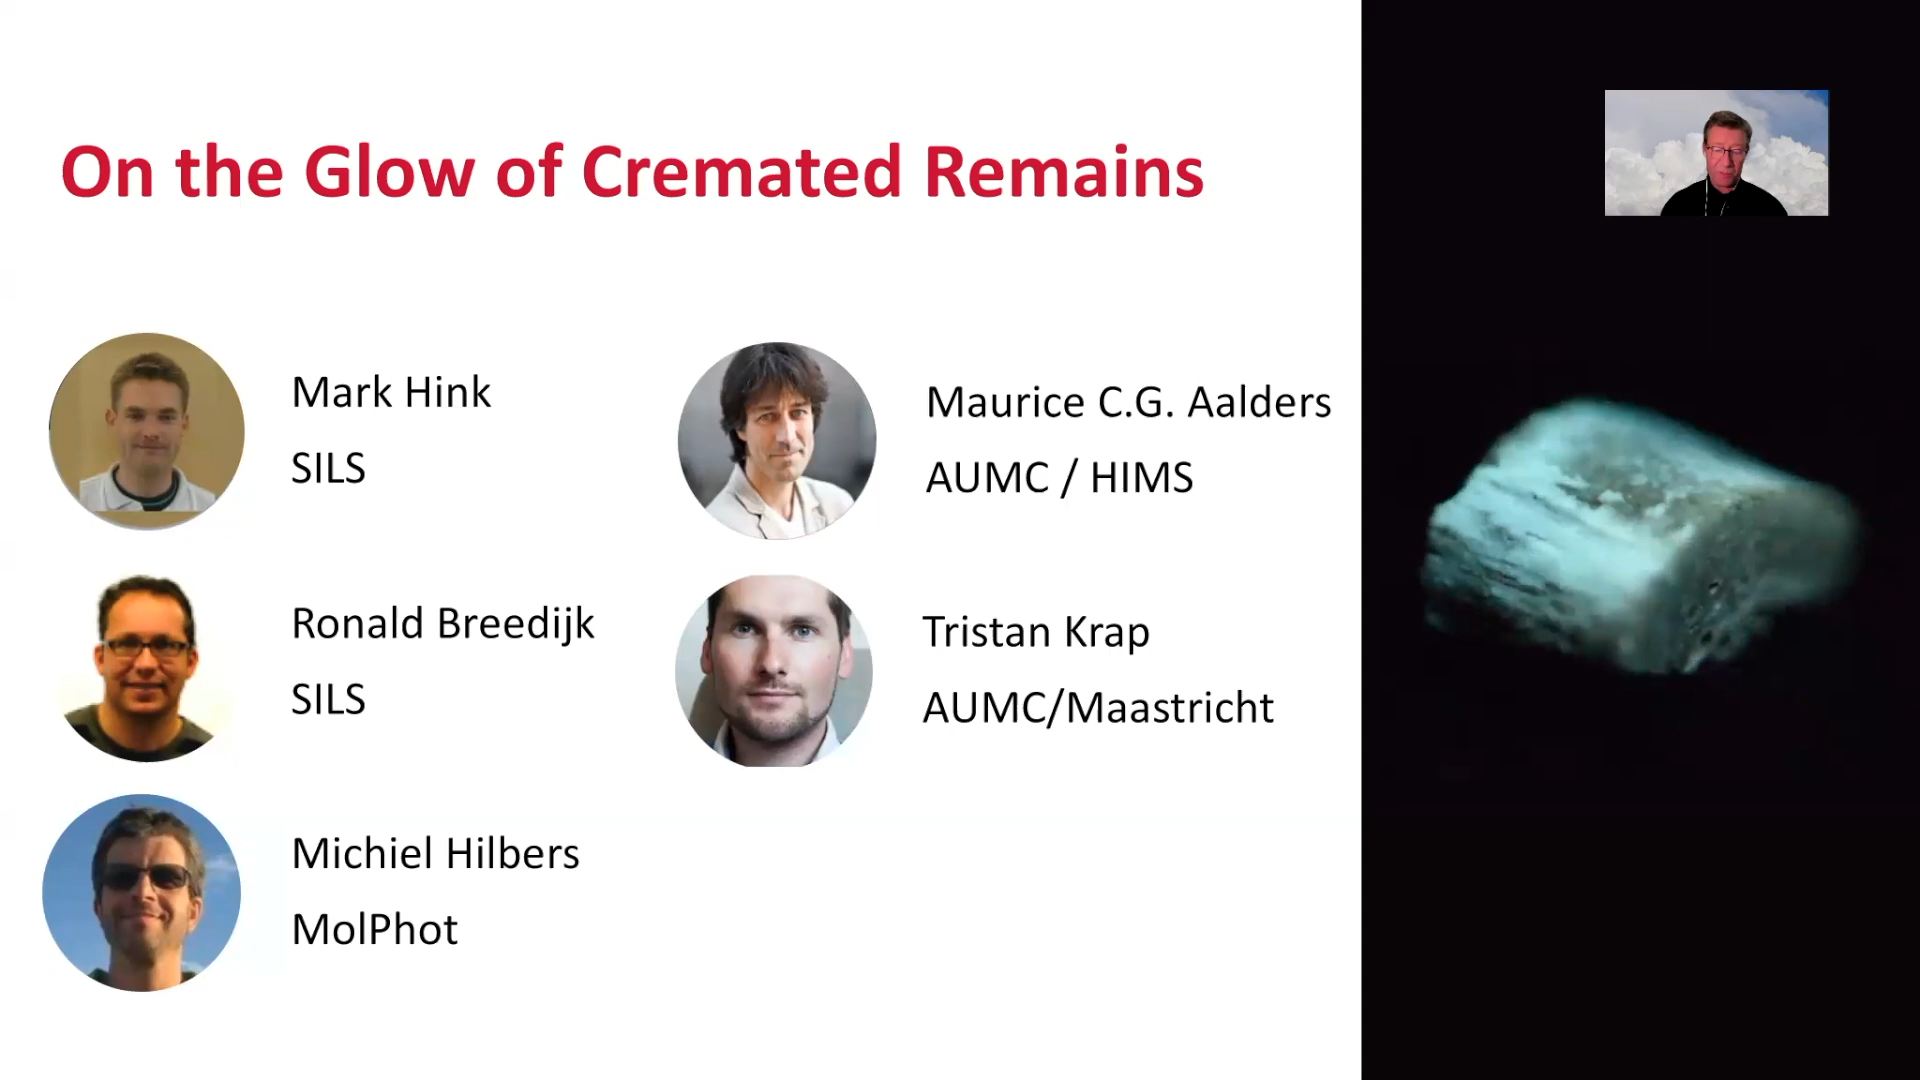 On the Glow of Cremated Remains
Mark Hink
SILS
Maurice C.G. Aalders
AUMC / HIMS
Ronald Breedijk
SILS
Tristan Krap
AUMC/Maastricht
Michiel Hilbers
MolPhot